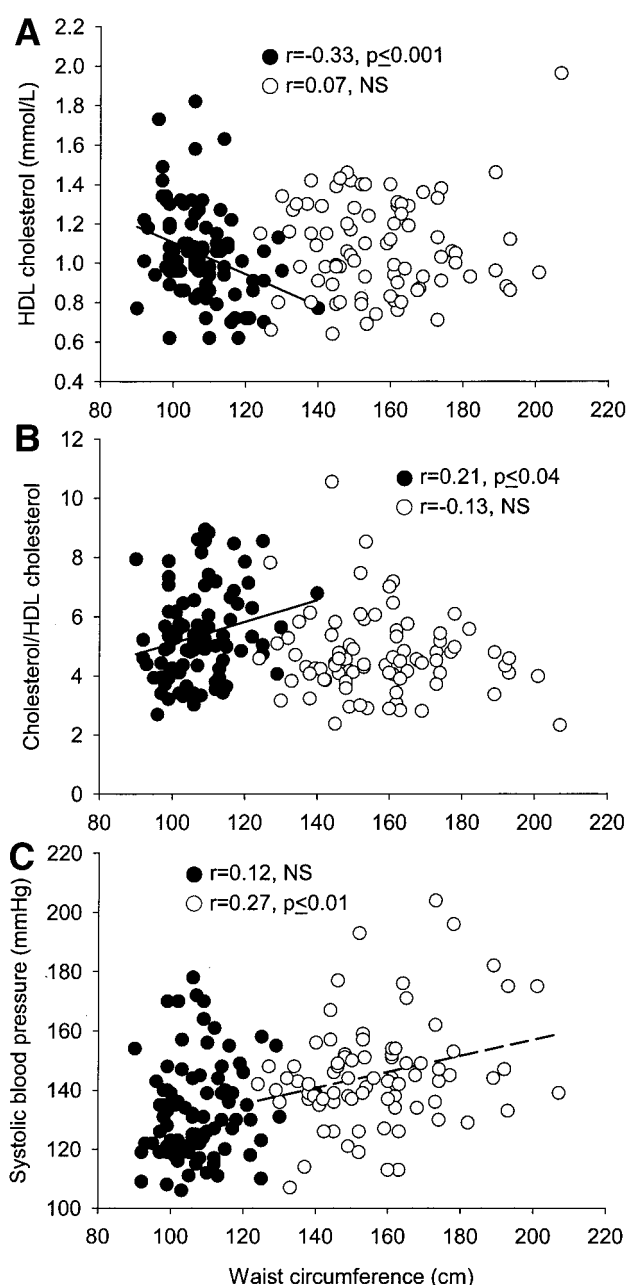 A
r=-0.33, p≤0.001
r=0.07, NS
HDL cholesterol (mmol/L)
2.2
2.0
1.8
1.6
1.4
1.2
1.0
0.8
0.6
0.4
80 100 120 140 160 180 200 220
B
r=0.21, p≤0.04
r=-0.13, NS
Cholesterol/HDL cholesterol
12
10
8
6
4
2
0
80 100 120 140 160 180 200 220
C
r=0.12, NS
r=0.27, p≤0.01
Systolic blood pressure (mmHg)
220
200
180
160
140
120
100
80 100 120 140 160 180 200 220
Waist circumference (cm)